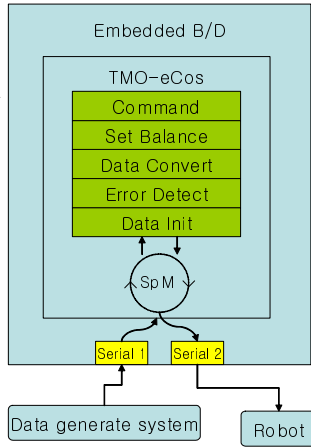 Embedded B/D
TMO-eCos
Command
Set Balance
Data Convert
Error Detect
Data Init
SpM
Serial 1 Serial 2
Data generate system
Robot